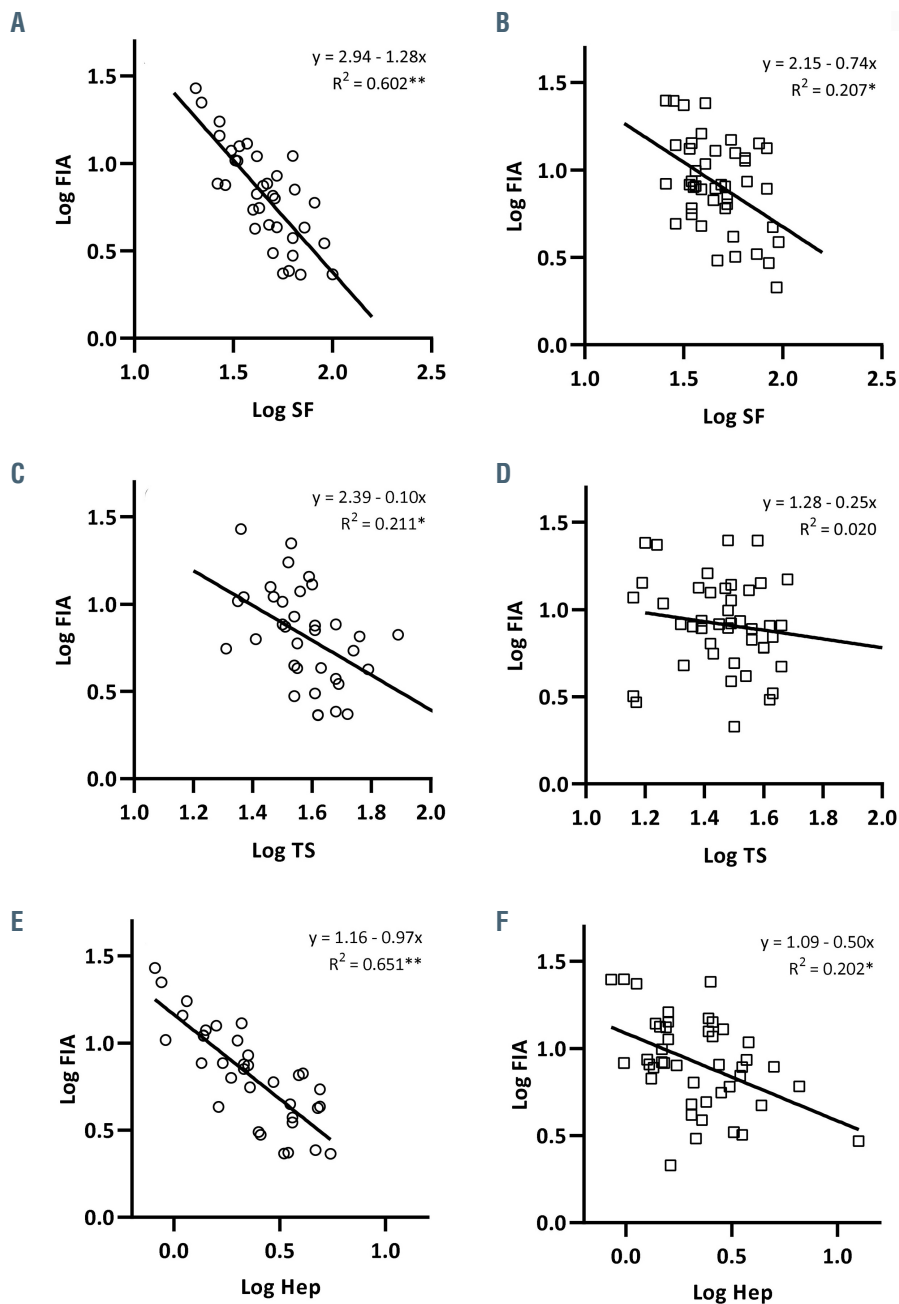 A
y = 2.94 - 1.28x
R2 = 0.602**
1.5
1.0
0.5
0.0
Log FIA
1.0 1.5 2.0 2.5
Log SF
B
y = 2.15 - 0.74x
R2 = 0.207*
1.5
1.0
0.5
0.0
Log FIA
1.0 1.5 2.0 2.5
Log SF
C
y = 2.39 - 0.10x
R2 = 0.211*
1.5
1.0
0.5
0.0
Log FIA
1.0 1.2 1.4 1.6 1.8 2.0
Log TS
D
y = 1.28 - 0.25x
R2 = 0.020
1.5
1.0
0.5
0.0
Log FIA
1.0 1.2 1.4 1.6 1.8 2.0
Log TS
E
y = 1.16 - 0.97x
R2 = 0.651**
1.5
1.0
0.5
0.0
Log FIA
0.0 0.5 1.0
Log Hep
F
y = 1.09 - 0.50x
R2 = 0.202*
1.5
1.0
0.5
0.0
Log FIA
0.0 0.5 1.0
Log Hep